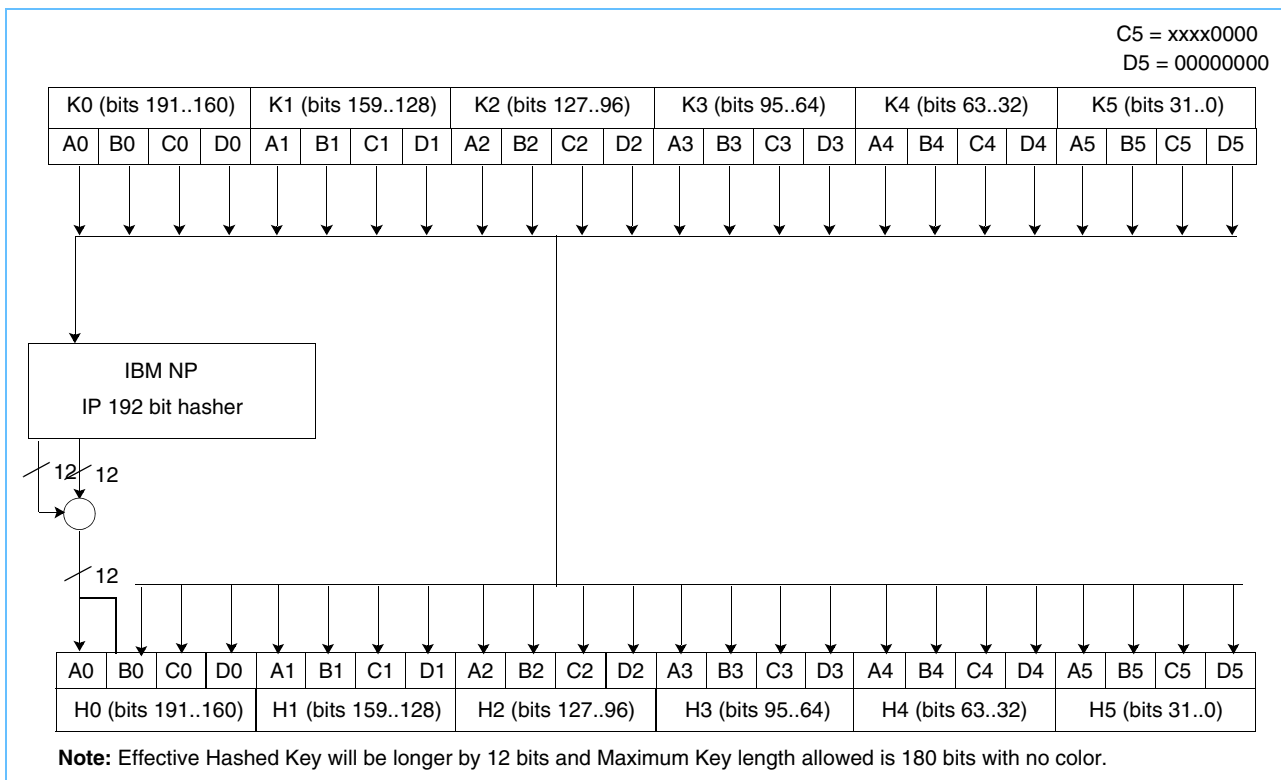 C5 = xxxx0000
D5 = 00000000
K0 (bits 191..160) K1 (bits 159..128) K2 (bits 127..96) K3 (bits 95..64) K4 (bits 63..32) K5 (bits 31..0)
A0 B0 C0 D0 A1 B1 C1 D1 A2 B2 C2 D2 A3 B3 C3 D3 A4 B4 C4 D4 A5 B5 C5 D5
IBM NP
IP 192 bit hasher
12 12
12
A0 B0 C0 D0 A1 B1 C1 D1 A2 B2 C2 D2 A3 B3 C3 D3 A4 B4 C4 D4 A5 B5 C5 D5
H0 (bits 191..160) H1 (bits 159..128) H2 (bits 127..96) H3 (bits 95..64) H4 (bits 63..32) H5 (bits 31..0)
Note: Effective Hashed Key will be longer by 12 bits and Maximum Key length allowed is 180 bits with no color.